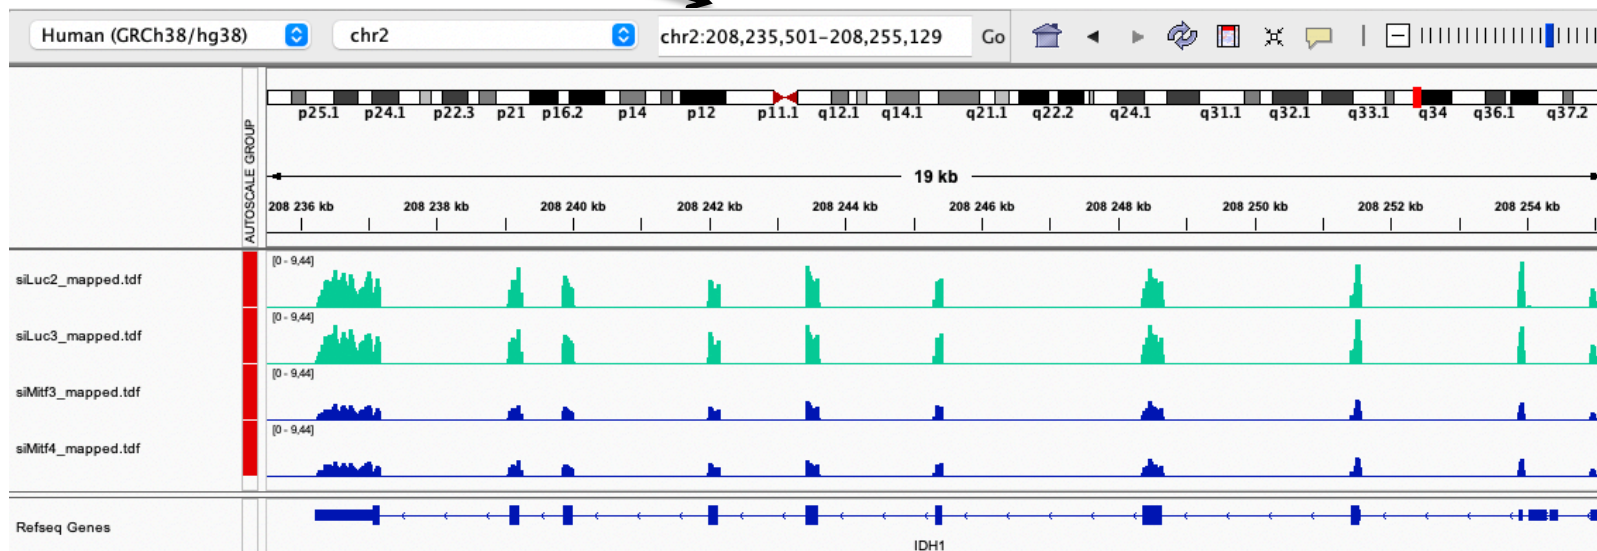 Human (GRCh38/hg38) chr2 chr2:208,235,501–208,255,129 Go
p25.1 p24.1 p22.3 p21 p16.2 p14 p12 p11.1 q12.1 q14.1 q21.1 q22.2 q24.1 q31.1 q32.1 q33.1 q34 q36.1 q37.2
AUTOSCALE GROUP
19 kb
208 236 kb 208 238 kb 208 240 kb 208 242 kb 208 244 kb 208 246 kb 208 248 kb 208 250 kb 208 252 kb 208 254 kb
[0 - 9,44]
siLuc2_mapped.tdf
[0 - 9,44]
siLuc3_mapped.tdf
[0 - 9,44]
siMitf3_mapped.tdf
[0 - 9,44]
siMitf4_mapped.tdf
Refseq Genes
IDH1